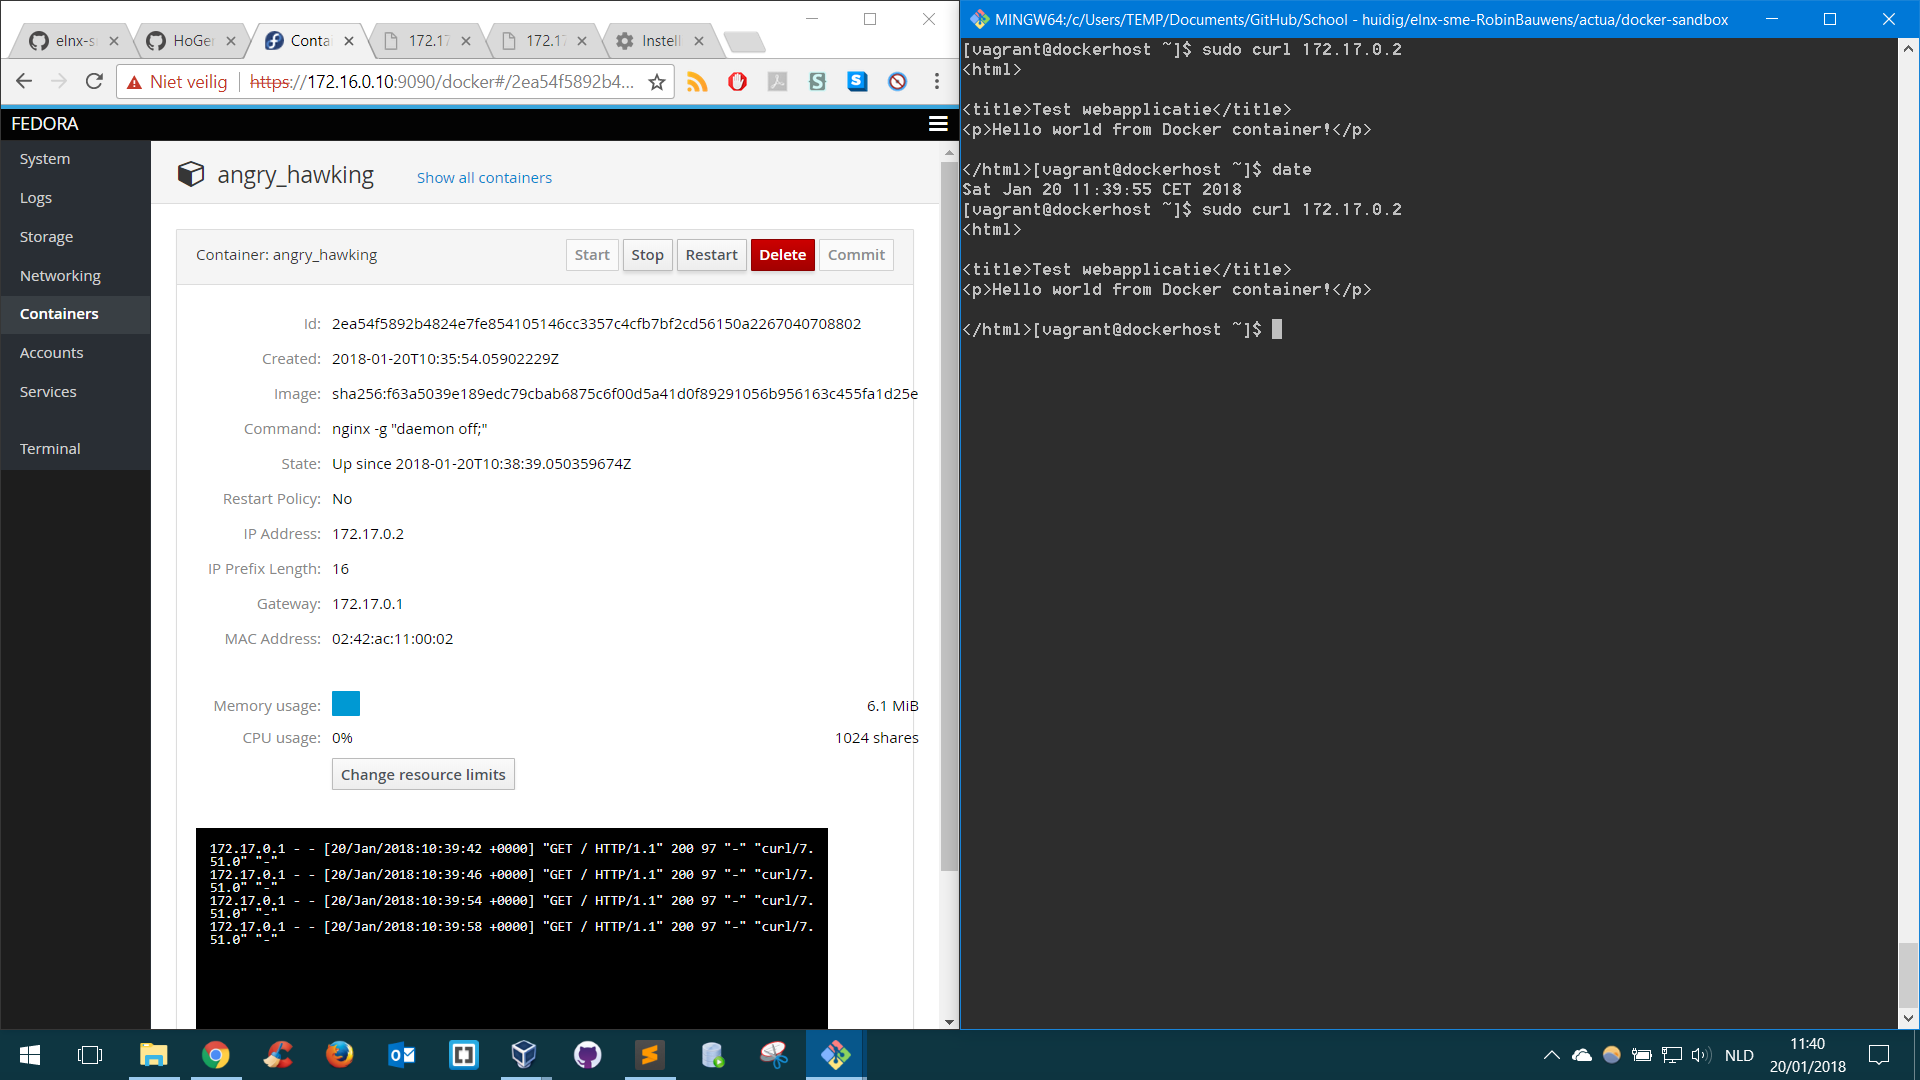 elnx-s
HoGe
Conta
172.17
172.17
Instell
Niet veilig
https://172.16.0.10:9090/docker#/2ea54f5892b4...
FEDORA
System
Logs
Storage
Networking
Containers
Accounts
Services
Terminal
angry_hawking
Show all containers
Container: angry_hawking
Start
Stop
Restart
Delete
Commit
Id: 2ea54f5892b4824e7fe854105146cc3357c4cfb7bf2cd56150a2267040708802
Created: 2018-01-20T10:35:54.05902229Z
Image: sha256:f63a5039e189edc79cbab6875c6f00d5a41d0f89291056b956163c455fa1d25e
Command: nginx -g "daemon off;"
State: Up since 2018-01-20T10:38:39.050359674Z
Restart Policy: No
IP Address: 172.17.0.2
IP Prefix Length: 16
Gateway: 172.17.0.1
MAC Address: 02:42:ac:11:00:02
Memory usage: 6.1 MiB
CPU usage: 0% 1024 shares
Change resource limits
172.17.0.1 - - [20/Jan/2018:10:39:42 +0000] "GET / HTTP/1.1" 200 97 "-" "curl/7.
51.0" "-"
172.17.0.1 - - [20/Jan/2018:10:39:46 +0000] "GET / HTTP/1.1" 200 97 "-" "curl/7.
51.0" "-"
172.17.0.1 - - [20/Jan/2018:10:39:54 +0000] "GET / HTTP/1.1" 200 97 "-" "curl/7.
51.0" "-"
172.17.0.1 - - [20/Jan/2018:10:39:58 +0000] "GET / HTTP/1.1" 200 97 "-" "curl/7.
51.0" "-"
MINGW64:/c/Users/TEMP/Documents/GitHub/School - huidig/elnx-sme-RobinBauwens/actua/docker-sandbox
[vagrant@dockerhost ~]$ sudo curl 172.17.0.2
<html>
<title>Test webapplicatie</title>
<p>Hello world from Docker container!</p>
</html>[vagrant@dockerhost ~]$ date
Sat Jan 20 11:39:55 CET 2018
[vagrant@dockerhost ~]$ sudo curl 172.17.0.2
<html>
<title>Test webapplicatie</title>
<p>Hello world from Docker container!</p>
</html>[vagrant@dockerhost ~]$
NLD
11:40
20/01/2018